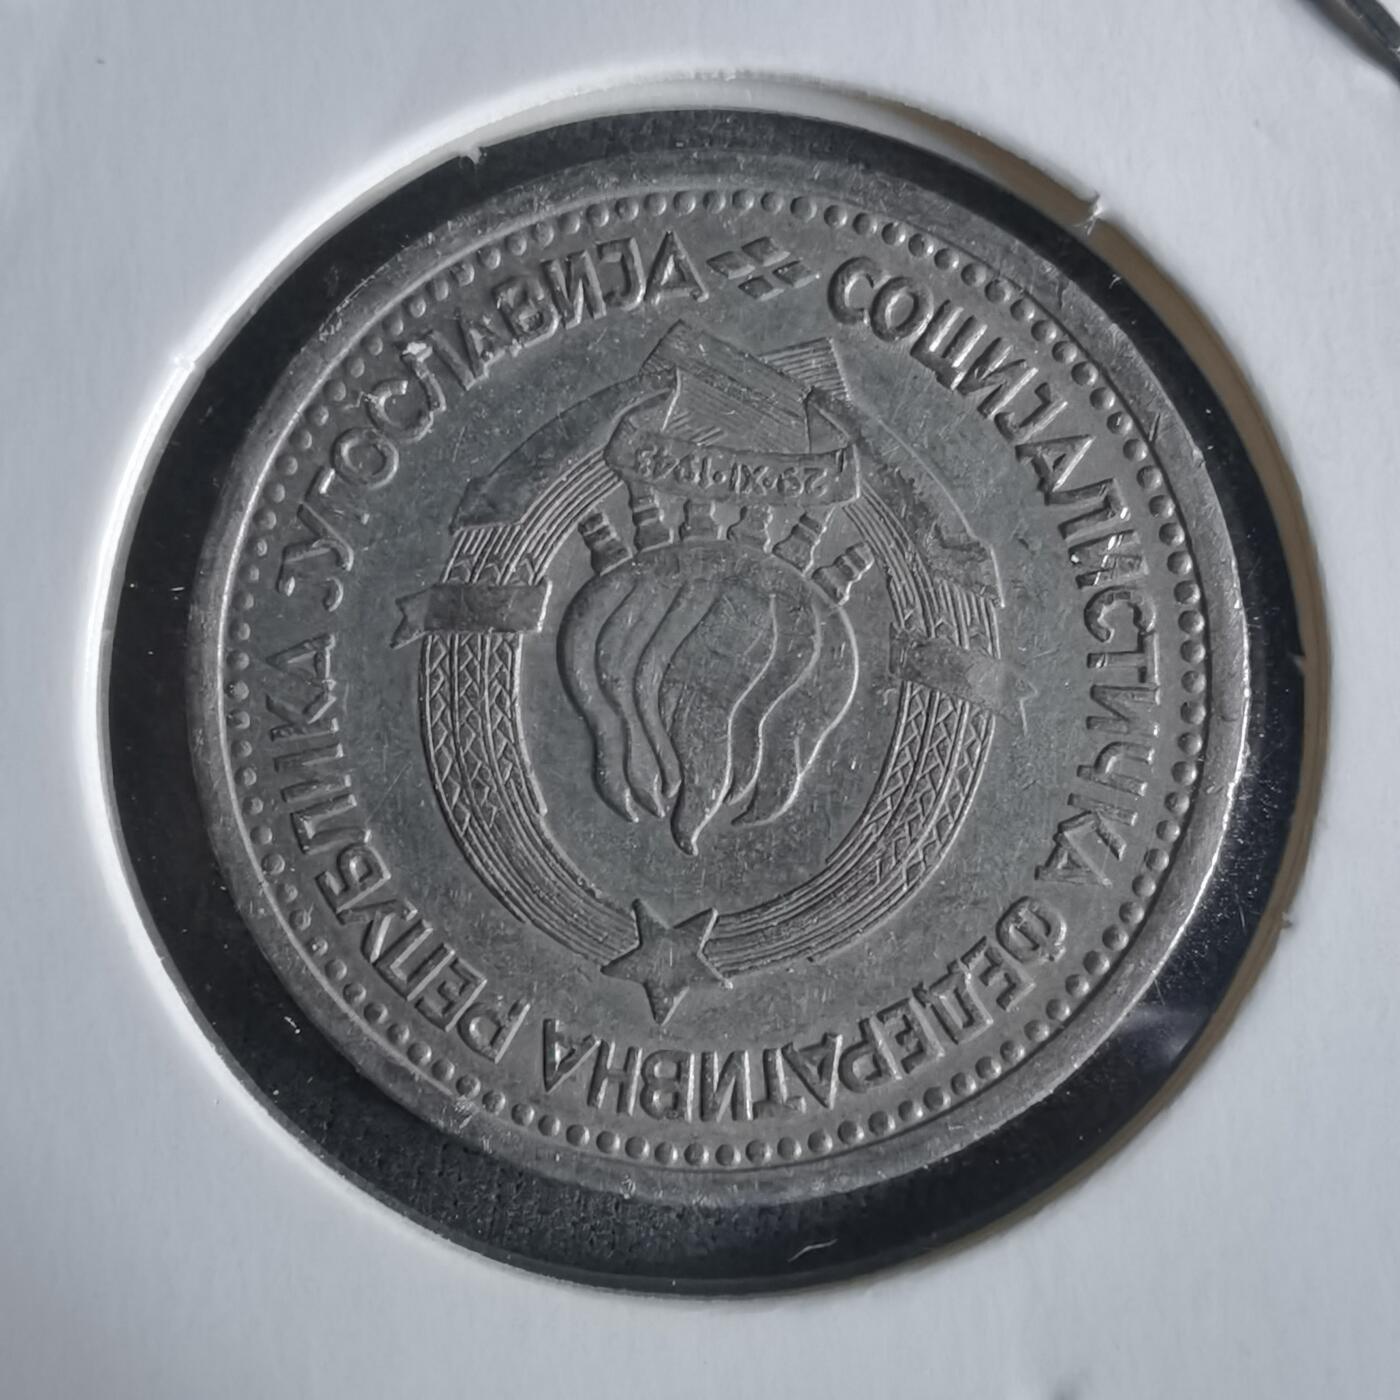 СОЦИЈАЛИСТИЧКА ФЕДЕРАТИВНА РЕПУБЛИКА ЈУГОСЛАВИЈА
29·XI·1943